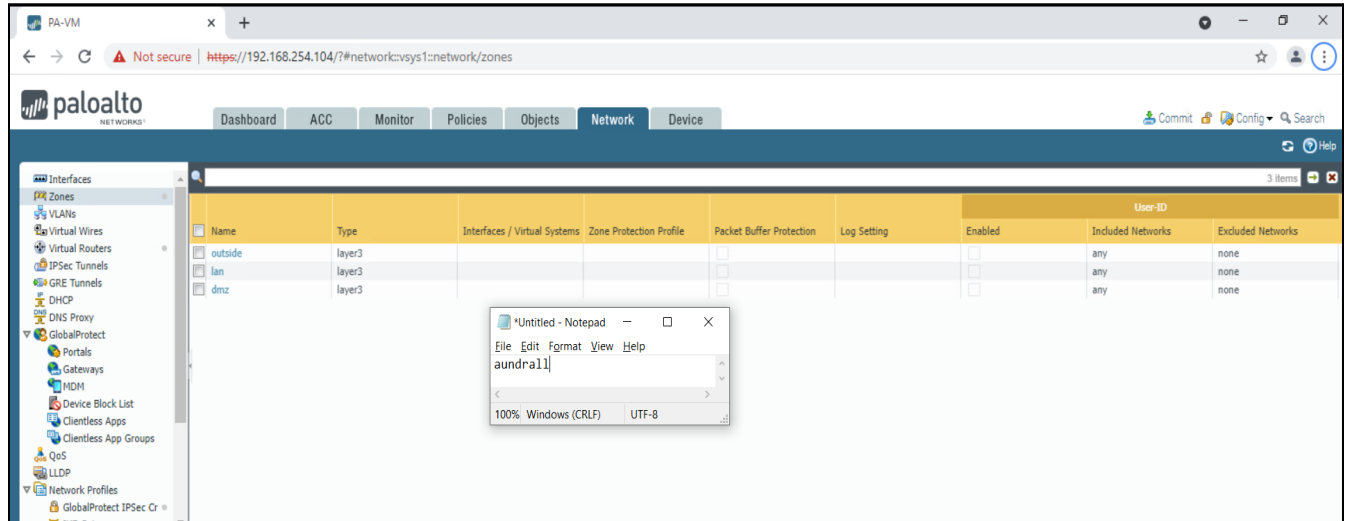 PA-VM
Not secure | https://192.168.254.104/?#network::vsys1::network/zones
paloalto
NETWORKS®
Dashboard ACC Monitor Policies Objects Network Device
Commit Config Search
Help
3 items
Interfaces
Zones
VLANs
Virtual Wires
Virtual Routers
IPSec Tunnels
GRE Tunnels
DHCP
DNS Proxy
GlobalProtect
Portals
Gateways
MDM
Device Block List
Clientless Apps
Clientless App Groups
QoS
LLDP
Network Profiles
GlobalProtect IPSec Cr
User-ID
Name Type Interfaces / Virtual Systems Zone Protection Profile Packet Buffer Protection Log Setting Enabled Included Networks Excluded Networks
outside layer3 any none
lan layer3 any none
dmz layer3 any none
*Untitled - Notepad
File Edit Format View Help
aundrall
100% Windows (CRLF) UTF-8